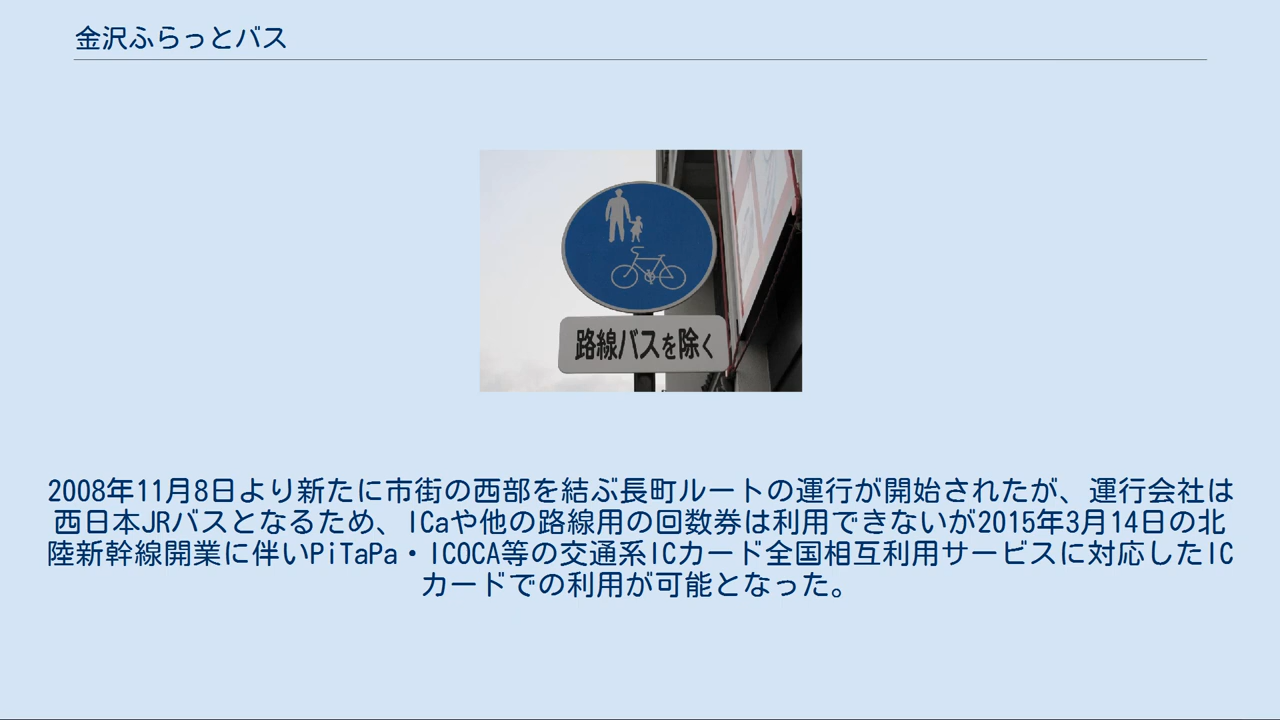 金沢ふらっとバス
路線バスを除く
2008年11月8日より新たに市街の西部を結ぶ長町ルートの運行が開始されたが、運行会社は
西日本JRバスとなるため、ICaや他の路線用の回数券は利用できないが2015年3月14日の北
陸新幹線開業に伴いPiTaPa・ICOCA等の交通系ICカード全国相互利用サービスに対応したIC
カードでの利用が可能となった。